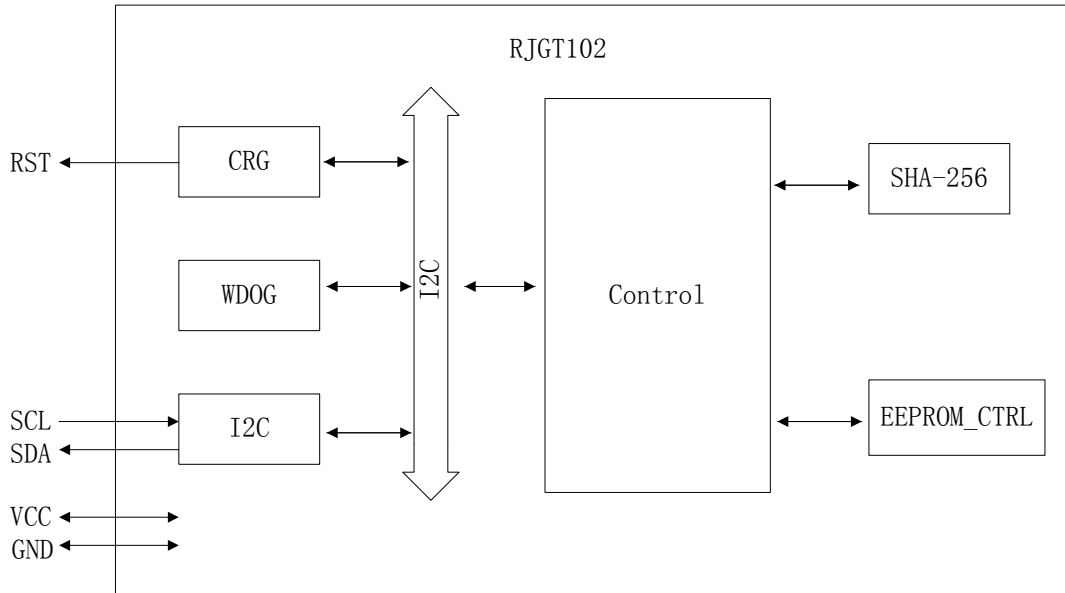 RJGT102
RST
CRG
SHA-256
WDOG
I2C
Control
SCL
SDA
I2C
EEPROM_CTRL
VCC
GND